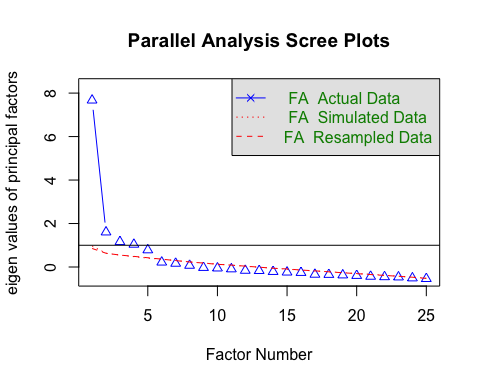 Parallel Analysis Scree Plots
eigen values of principal factors
8
6
4
2
0
FA Actual Data
FA Simulated Data
FA Resampled Data
5
10
15
20
25
Factor Number